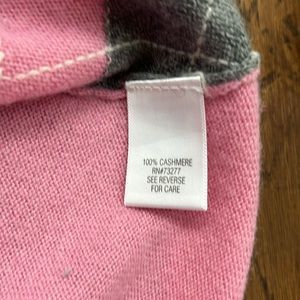 100% CASHMERE
RN#73277
SEE REVERSE
FOR CARE